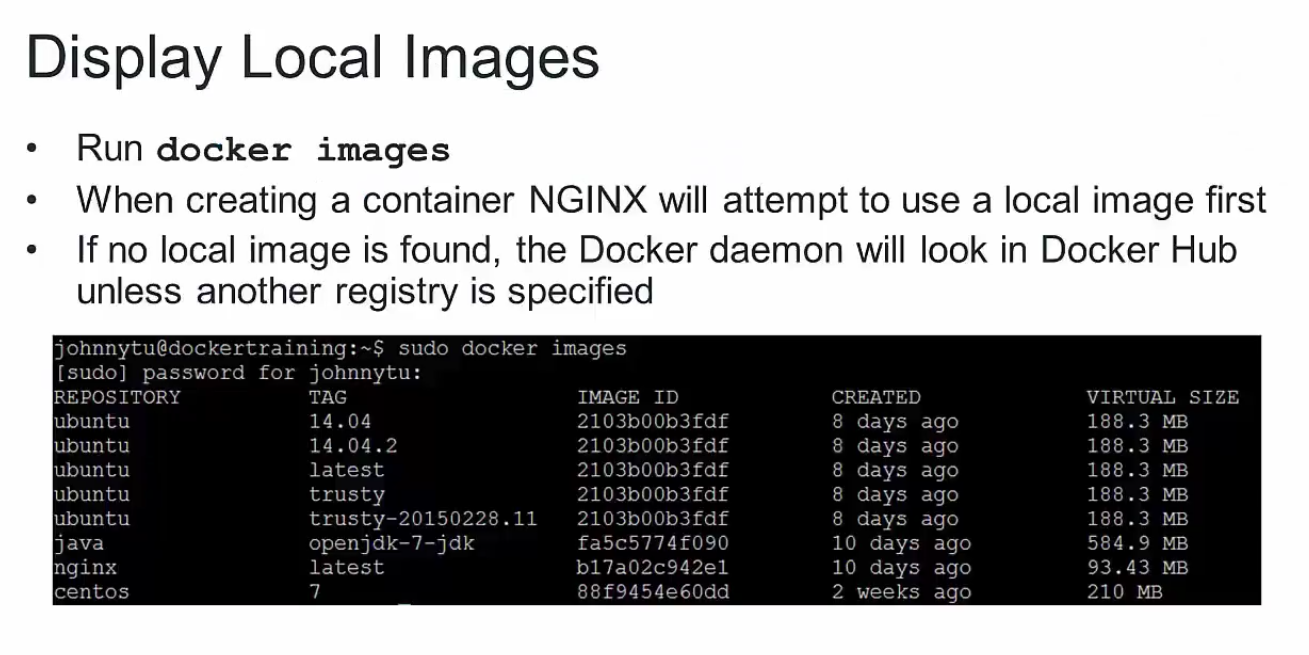 Display Local Images
• Run docker images
• When creating a container NGINX will attempt to use a local image first
• If no local image is found, the Docker daemon will look in Docker Hub
unless another registry is specified
johnnytu@dockertraining:~$ sudo docker images
[sudo] password for johnnytu:
REPOSITORY TAG IMAGE ID CREATED VIRTUAL SIZE
ubuntu 14.04 2103b00b3fdf 8 days ago 188.3 MB
ubuntu 14.04.2 2103b00b3fdf 8 days ago 188.3 MB
ubuntu latest 2103b00b3fdf 8 days ago 188.3 MB
ubuntu trusty 2103b00b3fdf 8 days ago 188.3 MB
ubuntu trusty-20150228.11 2103b00b3fdf 8 days ago 188.3 MB
java openjdk-7-jdk fa5c5774f090 10 days ago 584.9 MB
nginx latest b17a02c942e1 10 days ago 93.43 MB
centos 7 88f9454e60dd 2 weeks ago 210 MB